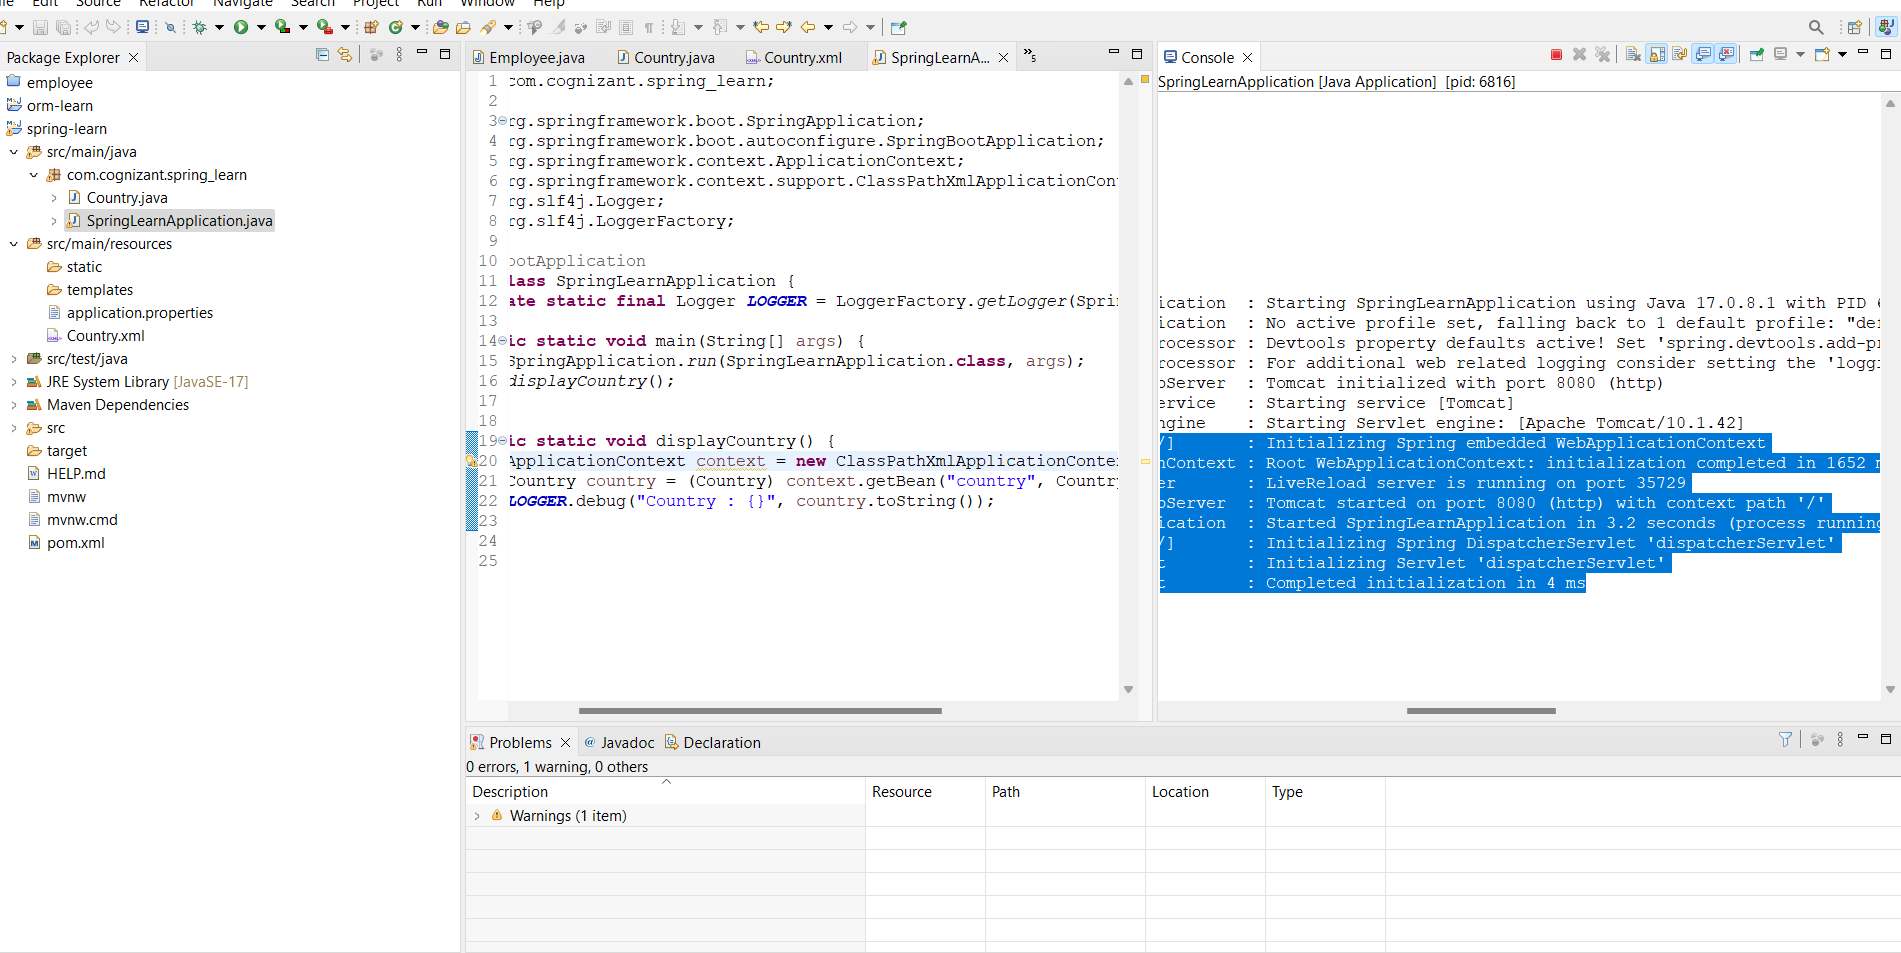 Edit Source Refactor Navigate Search Project Run Window Help
Package Explorer
employee
orm-learn
spring-learn
src/main/java
com.cognizant.spring_learn
Country.java
SpringLearnApplication.java
src/main/resources
static
templates
application.properties
Country.xml
src/test/java
JRE System Library [JavaSE-17]
Maven Dependencies
src
target
HELP.md
mvnw
mvnw.cmd
pom.xml
Employee.java Country.java Country.xml SpringLearnA... 5
1 com.cognizant.spring_learn;
2
3 rg.springframework.boot.SpringApplication;
4 rg.springframework.boot.autoconfigure.SpringBootApplication;
5 rg.springframework.context.ApplicationContext;
6 rg.springframework.context.support.ClassPathXmlApplicationCon
7 rg.slf4j.Logger;
8 rg.slf4j.LoggerFactory;
9
10 ootApplication
11 lass SpringLearnApplication {
12 ate static final Logger LOGGER = LoggerFactory.getLogger(Spri
13
14 ic static void main(String[] args) {
15 SpringApplication.run(SpringLearnApplication.class, args);
16 displayCountry();
17
18
19 ic static void displayCountry() {
20 ApplicationContext context = new ClassPathXmlApplicationConte
21 Country country = (Country) context.getBean("country", Countr
22 LOGGER.debug("Country : {}", country.toString());
23
24
25
Console
SpringLearnApplication [Java Application] [pid: 6816]
ication : Starting SpringLearnApplication using Java 17.0.8.1 with PID
ication : No active profile set, falling back to 1 default profile: "de
rocessor : Devtools property defaults active! Set 'spring.devtools.add-p
rocessor : For additional web related logging consider setting the 'logg
Server : Tomcat initialized with port 8080 (http)
ervice : Starting service [Tomcat]
ngine : Starting Servlet engine: [Apache Tomcat/10.1.42]
/] : Initializing Spring embedded WebApplicationContext
nContext : Root WebApplicationContext: initialization completed in 1652
er : LiveReload server is running on port 35729
Server : Tomcat started on port 8080 (http) with context path '/'
ication : Started SpringLearnApplication in 3.2 seconds (process running
/] : Initializing Spring DispatcherServlet 'dispatcherServlet'
t : Initializing Servlet 'dispatcherServlet'
t : Completed initialization in 4 ms
Problems @ Javadoc Declaration
0 errors, 1 warning, 0 others
Description Resource Path Location Type
Warnings (1 item)